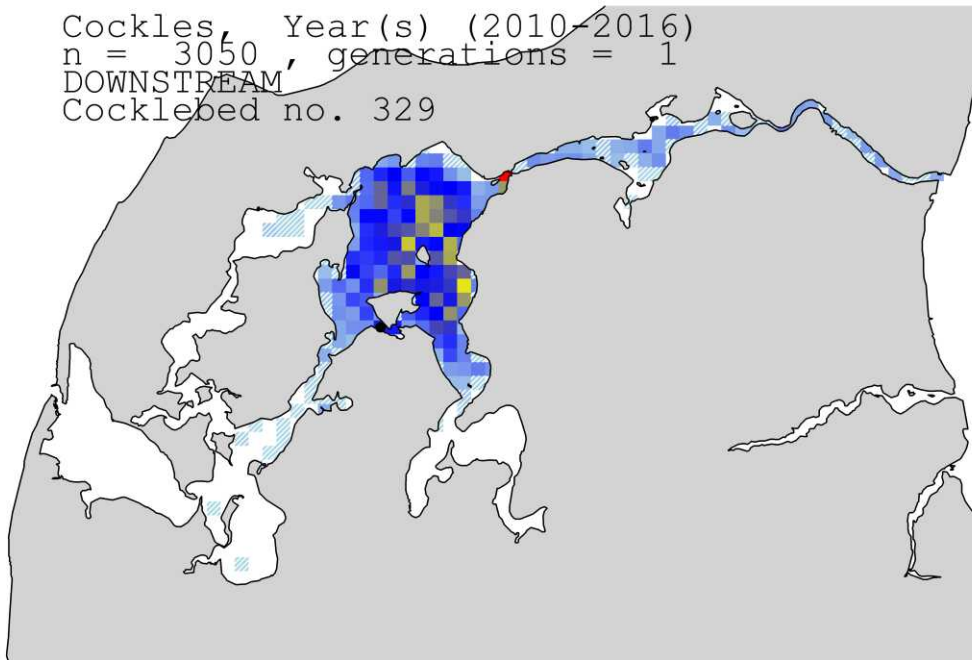 Cockles, Year(s) (2010-2016)
n = 3050 , generations = 1
DOWNSTREAM
Cocklebed no. 329